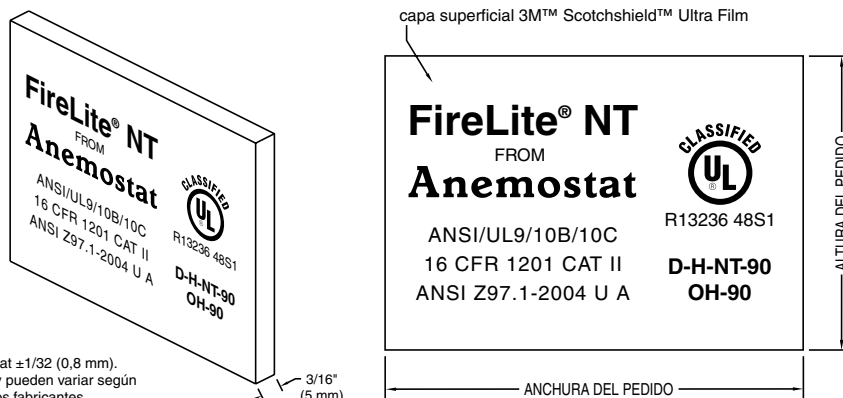 capa superficial 3M™ Scotchshield™ Ultra Film
FireLite® NT
FROM
Anemostat
ANSI/UL9/10B/10C
16 CFR 1201 CAT II
ANSI Z97.1-2004 U A
CLASSIFIED
UL
®
R13236 48S1
D-H-NT-90
OH-90
FireLite® NT
FROM
Anemostat
ANSI/UL9/10B/10C
16 CFR 1201 CAT II
ANSI Z97.1-2004 U A
CLASSIFIED
UL
®
R13236 48S1
D-H-NT-90
OH-90
ALTURA DEL PEDIDO
at ±1/32 (0,8 mm).
pueden variar según
fabricantes
3/16"
(5 mm)
ANCHURA DEL PEDIDO